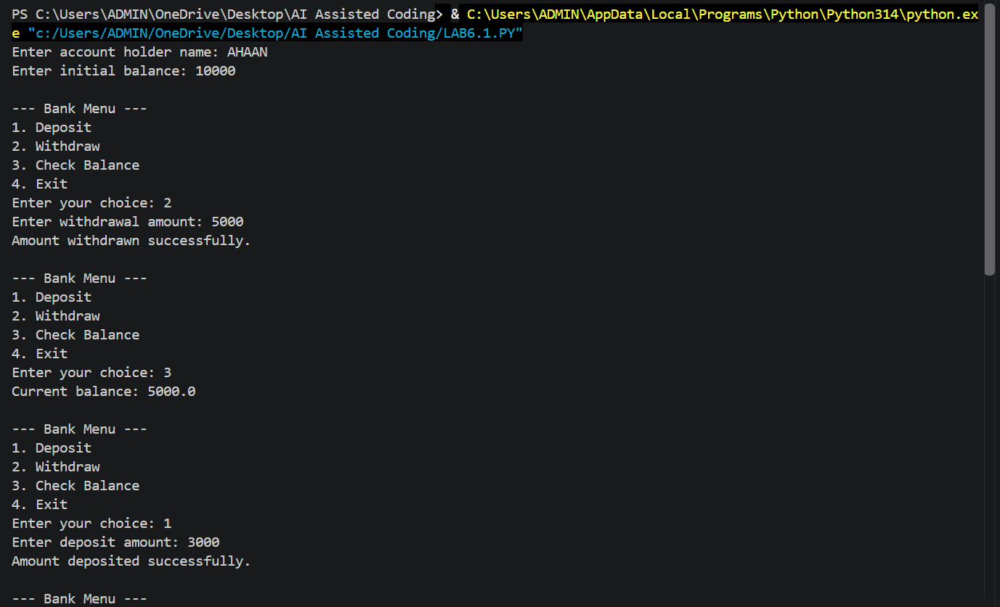 PS C:\Users\ADMIN\OneDrive\Desktop\AI Assisted Coding> & C:\Users\ADMIN\AppData\Local\Programs\Python\Python314\python.ex
e "c:/Users/ADMIN/OneDrive/Desktop/AI Assisted Coding/LAB6.1.PY"
Enter account holder name: AHAAN
Enter initial balance: 10000

--- Bank Menu ---
1. Deposit
2. Withdraw
3. Check Balance
4. Exit
Enter your choice: 2
Enter withdrawal amount: 5000
Amount withdrawn successfully.

--- Bank Menu ---
1. Deposit
2. Withdraw
3. Check Balance
4. Exit
Enter your choice: 3
Current balance: 5000.0

--- Bank Menu ---
1. Deposit
2. Withdraw
3. Check Balance
4. Exit
Enter your choice: 1
Enter deposit amount: 3000
Amount deposited successfully.

--- Bank Menu ---